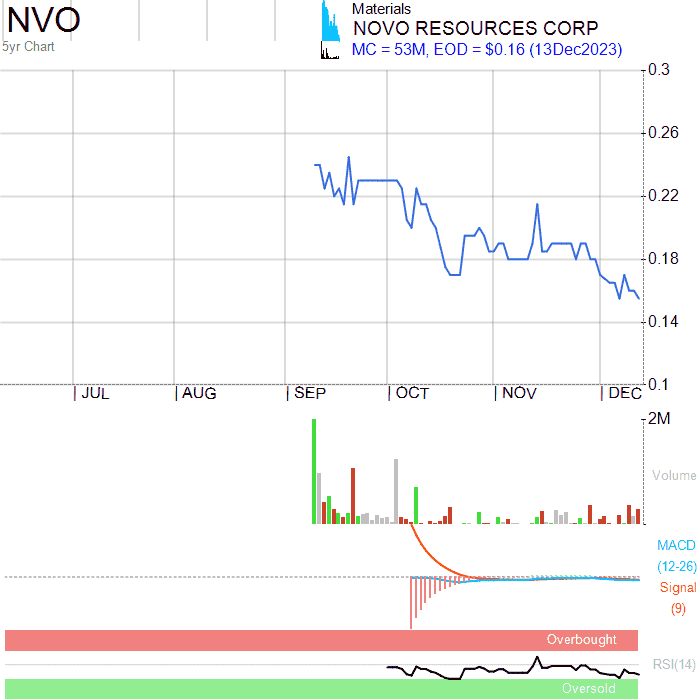 NVO
5yr Chart
Materials
NOVO RESOURCES CORP
MC = 53M, EOD = $0.16 (13Dec2023)
0.3
0.26
0.22
0.18
0.14
0.1
JUL AUG SEP OCT NOV DEC
2M
Volume
MACD
(12-26)
Signal
(9)
Overbought
RSI(14)
Oversold